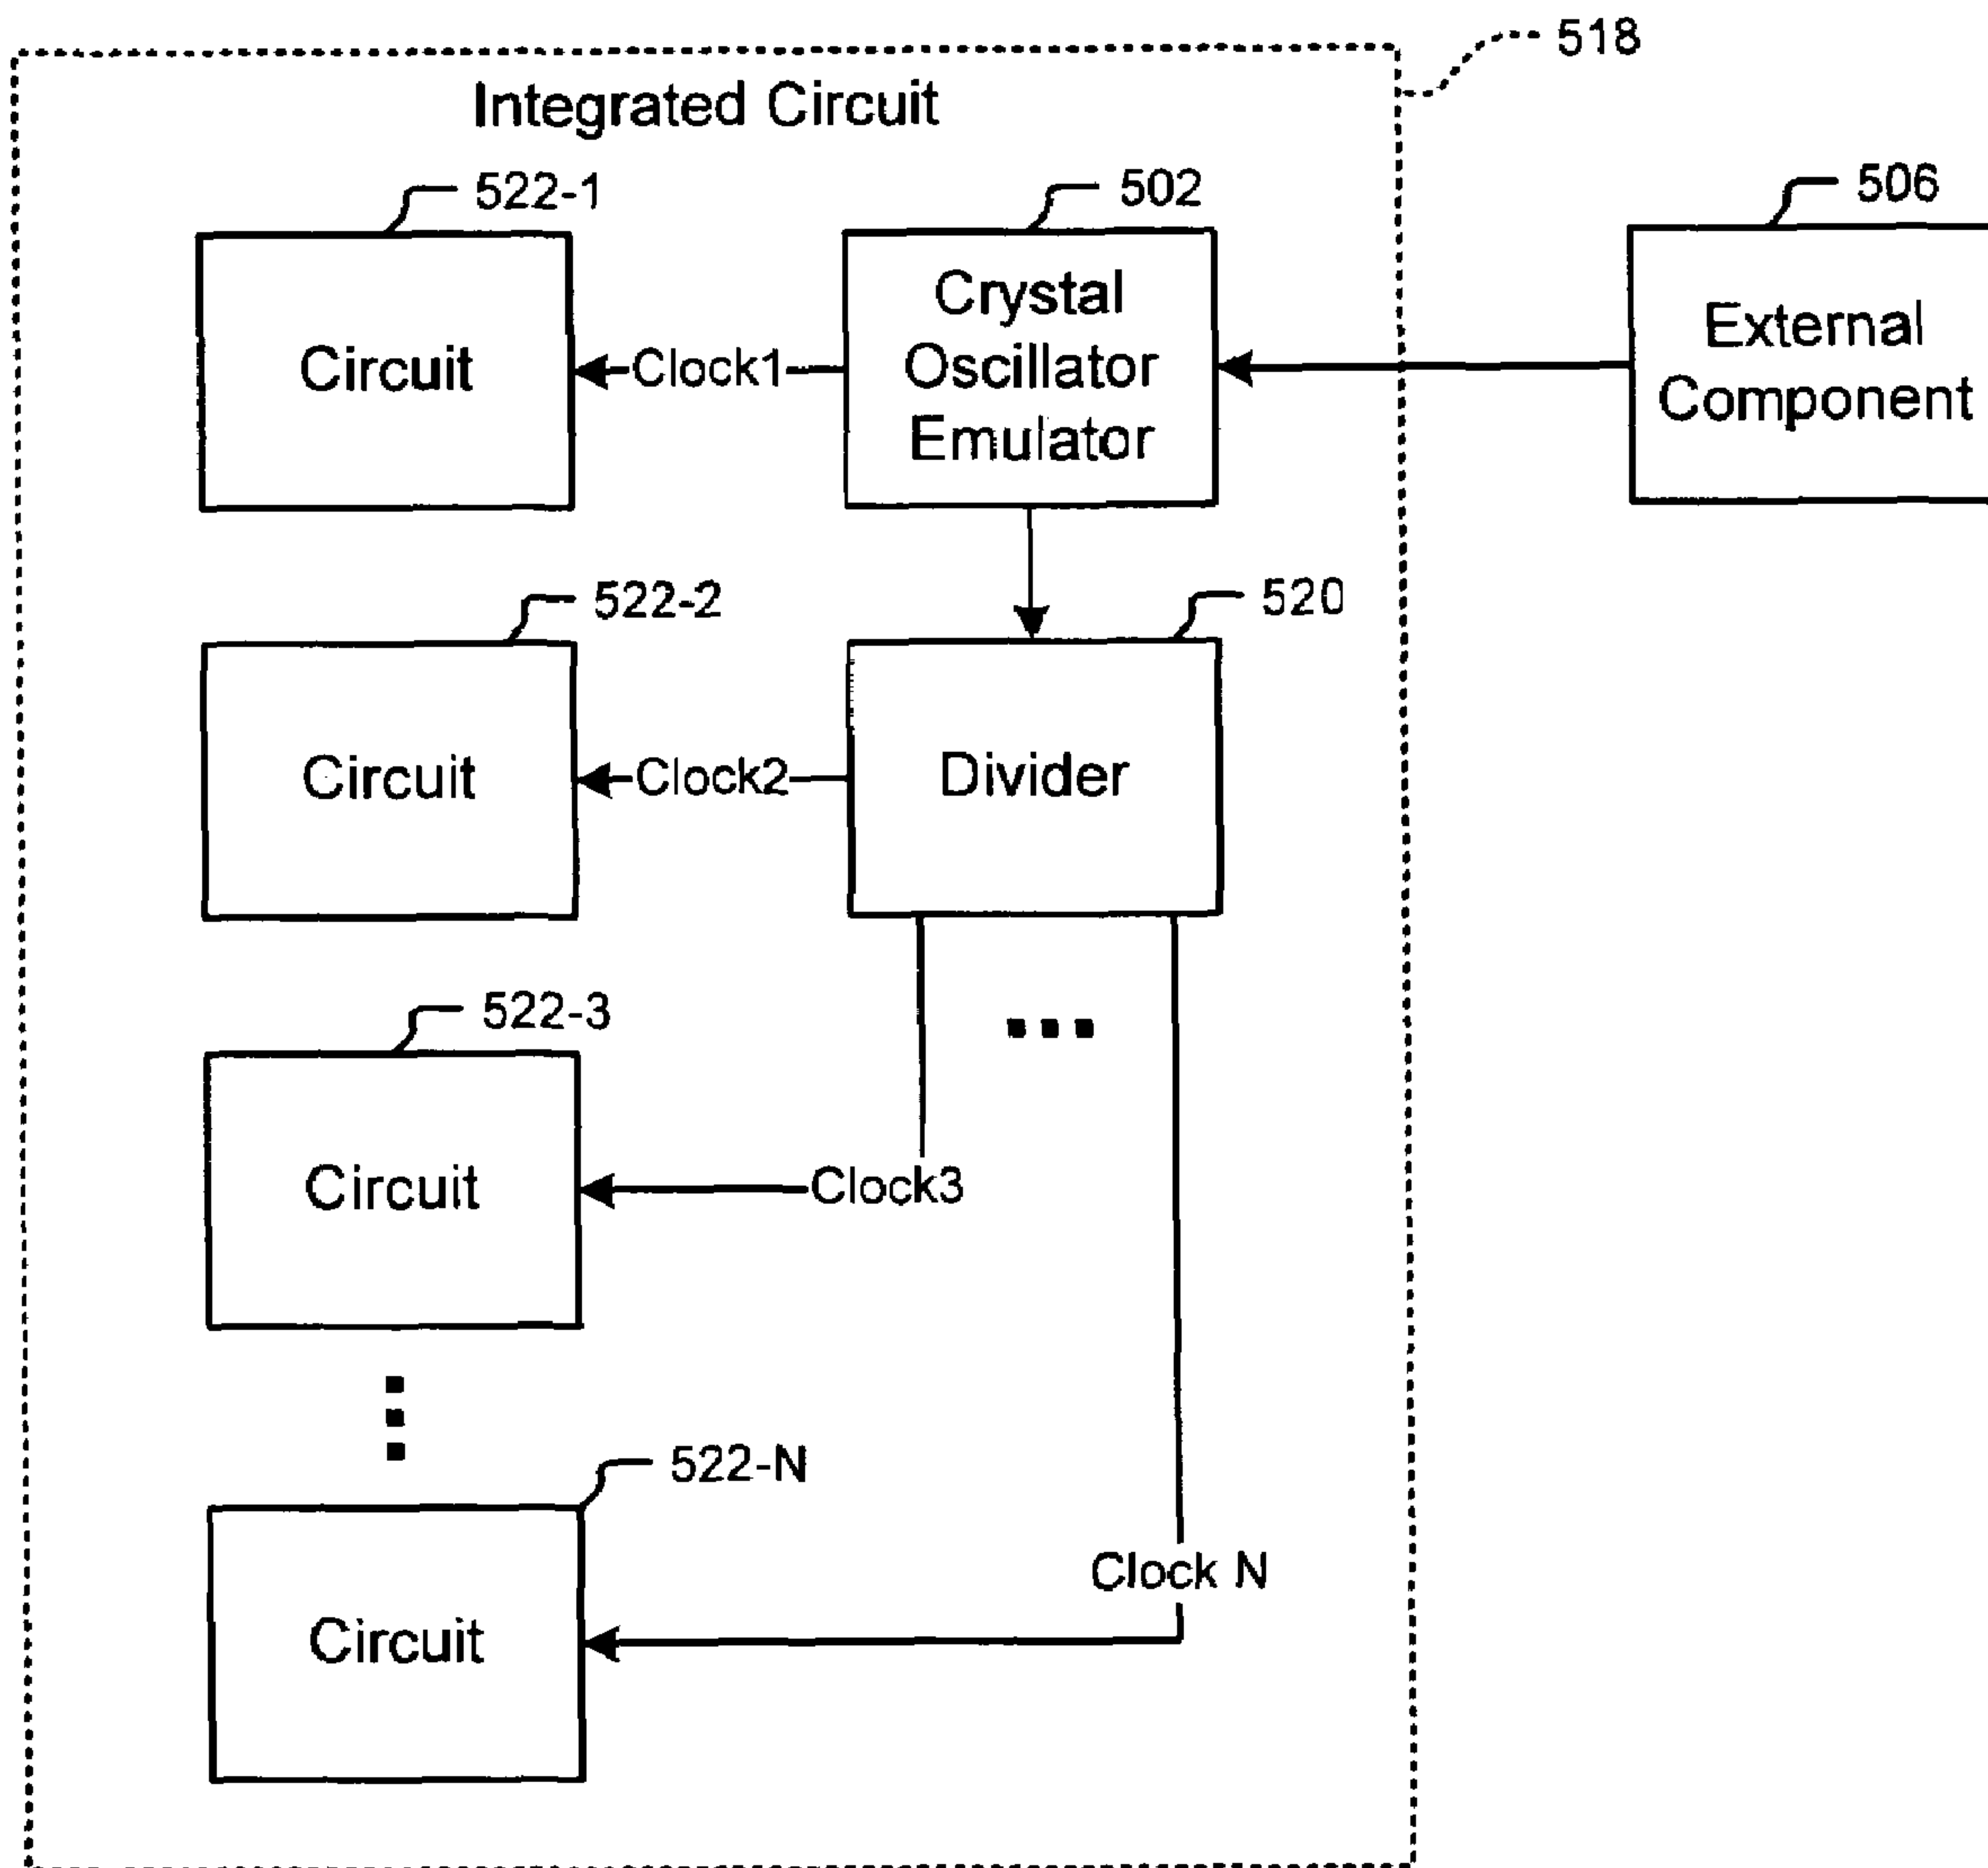 518
Integrated Circuit
522-1
502
506
Circuit
Clock1
Crystal
Oscillator
Emulator
External
Component
522-2
520
Circuit
Clock2
Divider
522-3
Circuit
Clock3
522-N
Clock N
Circuit